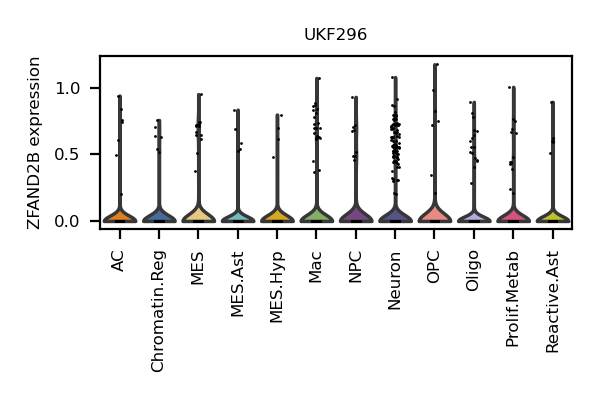 UKF296
ZFAND2B expression
1.0
0.5
0.0
AC
Chromatin.Reg
MES
MES.Ast
MES.Hyp
Mac
NPC
Neuron
OPC
Oligo
Prolif.Metab
Reactive.Ast